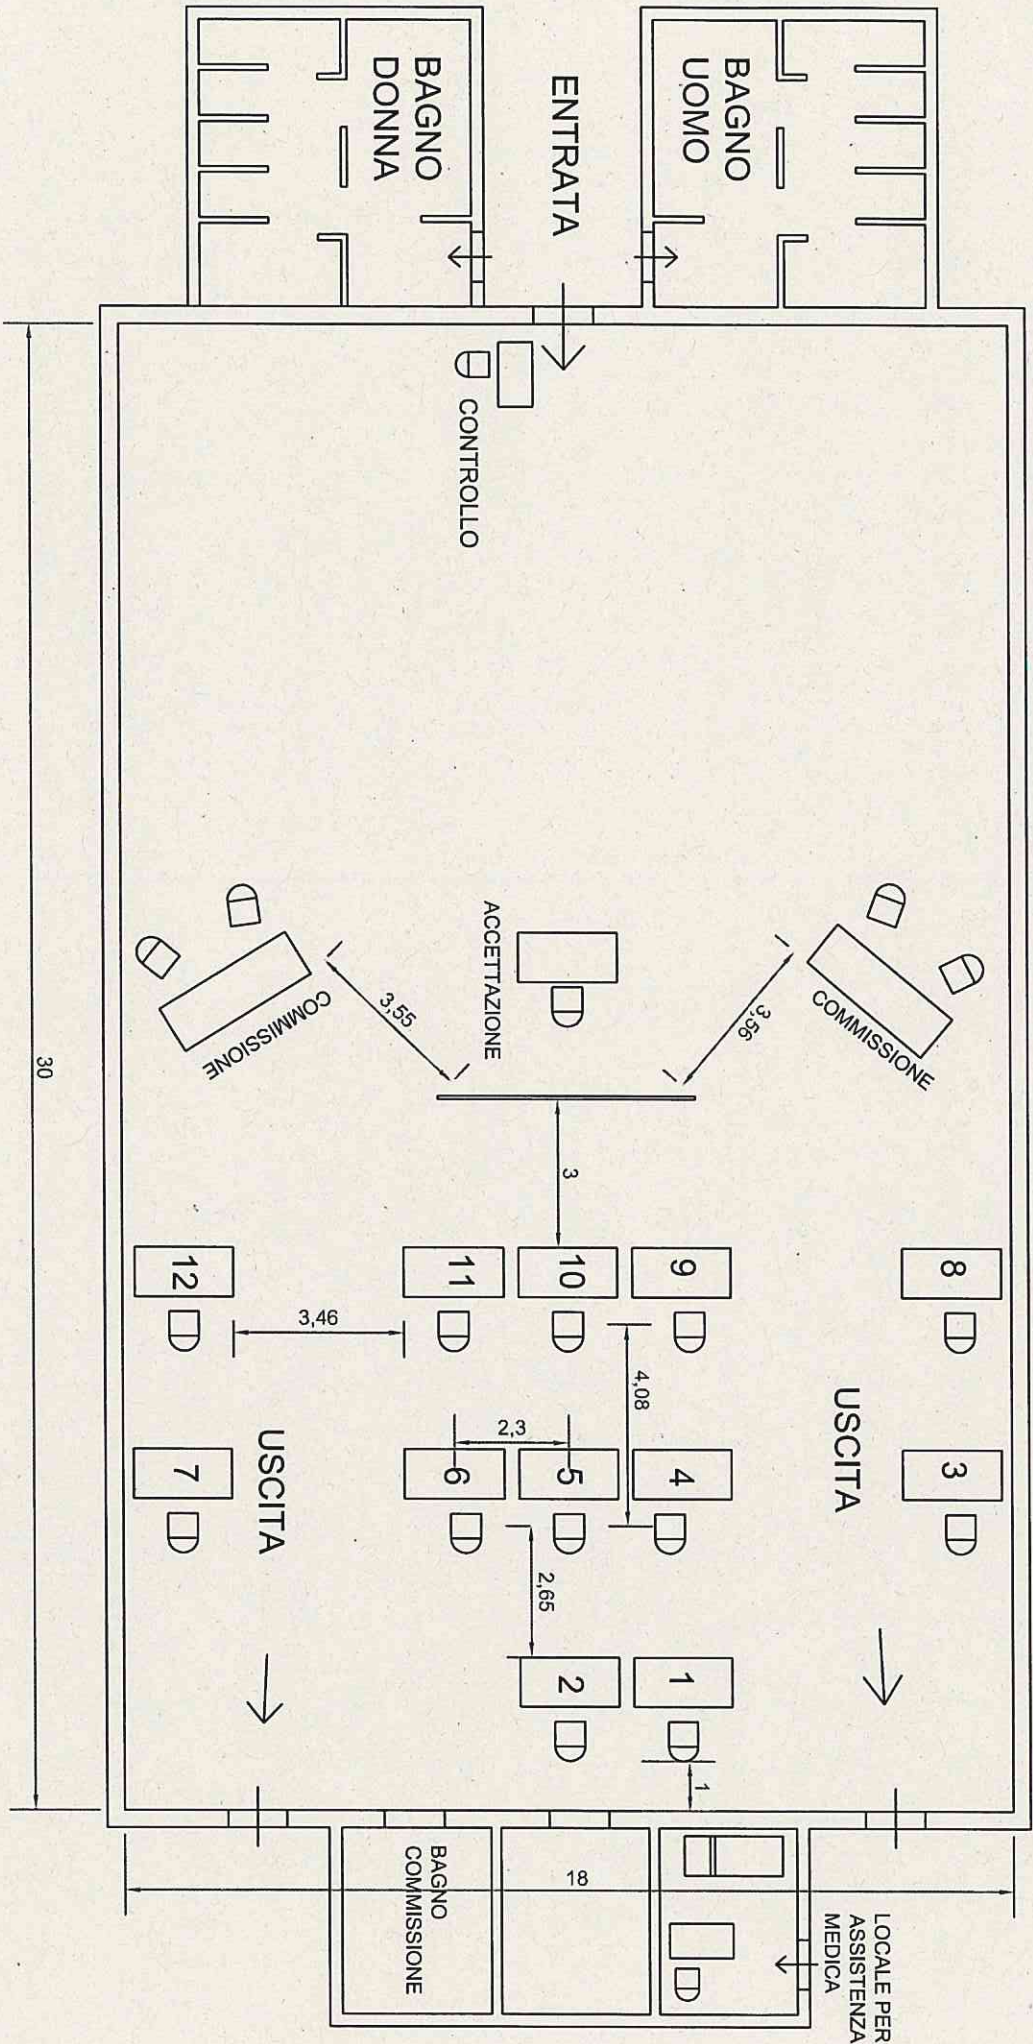 BAGNO
UOMO
ENTRATA
BAGNO
DONNA
CONTROLLO
COMMISSIONE
3,56
ACCETTAZIONE
3,55
COMMISSIONE
3
8
9
10
11
12
3,46
4,08
USCITA
3
4
5
6
7
2,3
USCITA
2,65
1
2
1
30
18
LOCALE PER
ASSISTENZA
MEDICA
BAGNO
COMMISSIONE